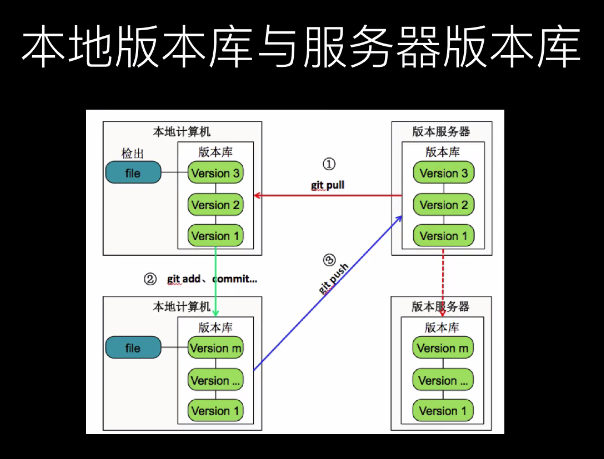 本地版本库与服务器版本库
本地计算机
检出
file
版本库
Version 3
Version 2
Version 1
①
git pull
版本服务器
版本库
Version 3
Version 2
Version 1
② git add、commit...
③
git push
本地计算机
file
版本库
Version m
Version ...
Version 1
版本服务器
版本库
Version m
Version ...
Version 1